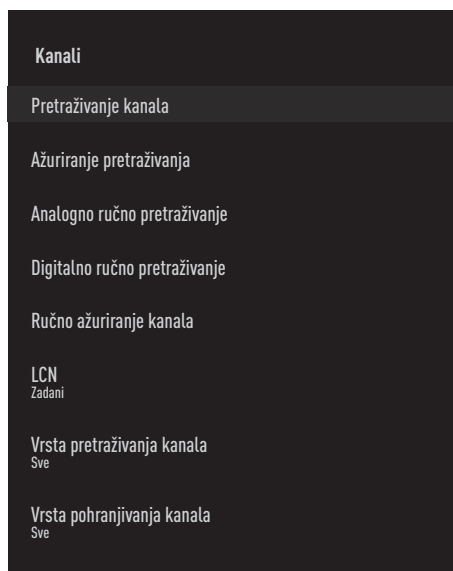 Kanali
Pretraživanje kanala
Ažuriranje pretraživanja
Analogno ručno pretraživanje
Digitalno ručno pretraživanje
Ručno ažuriranje kanala
LCN
Zadani
Vrsta pretraživanja kanala
Sve
Vrsta pohranjivanja kanala
Sve